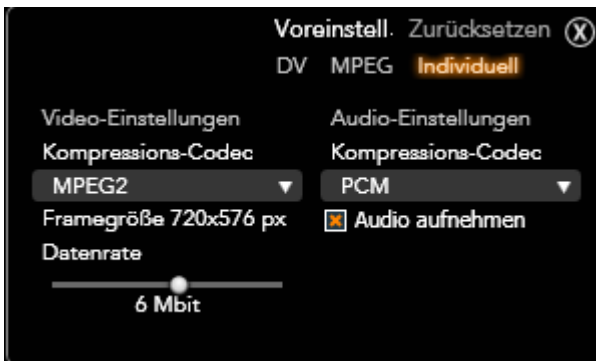 Voreinstell. Zurücksetzen X
DV MPEG Individuell
Video-Einstellungen
Kompressions-Codec
MPEG2
Framegröße 720x576 px
Datenrate
6 Mbit
Audio-Einstellungen
Kompressions-Codec
PCM
Audio aufnehmen